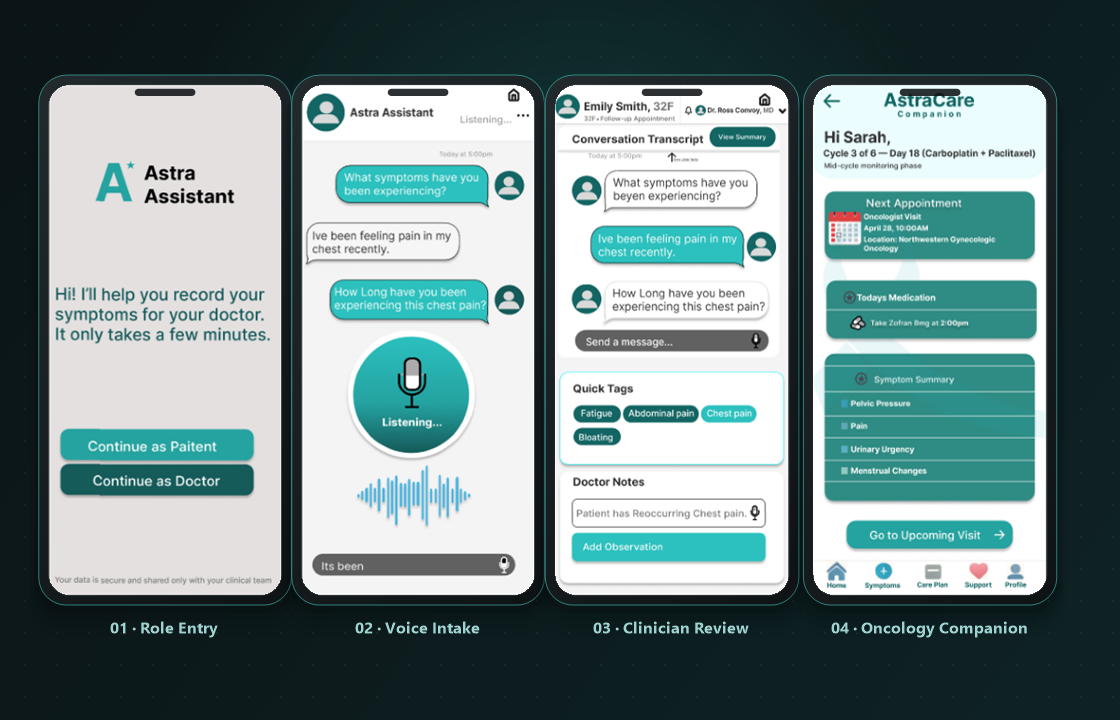 A
Astra
Assistant
Hi! I'll help you record your
symptoms for your doctor.
It only takes a few minutes.
Continue as Paitent
Continue as Doctor
Your data is secure and shared only with your clinical team
01 · Role Entry
Astra Assistant
Listening...
Today at 5:00pm
What symptoms have you
been experiencing?
Ive been feeling pain in my
chest recently.
How Long have you been
experiencing this chest pain?
Listening...
Its been
02 · Voice Intake
Emily Smith, 32F
32F • Follow-up Appointment
Dr. Ross Convoy, MD
Conversation Transcript
View Summary
Today at 5:00pm
What symptoms have you
beyen experiencing?
Ive been feeling pain in my
chest recently.
How Long have you been
experiencing this chest pain?
Send a message...
Quick Tags
Fatigue
Abdominal pain
Chest pain
Bloating
Doctor Notes
Patient has Reoccurring Chest pain.
Add Observation
03 · Clinician Review
AstraCare
Companion
Hi Sarah,
Cycle 3 of 6 — Day 18 (Carboplatin + Paclitaxel)
Mid-cycle monitoring phase
Next Appointment
Oncologist Visit
April 28, 10:00AM
Location: Northwestern Gynecologic
Oncology
Todays Medication
Take Zofran 8mg at 2:00pm
Symptom Summary
Pelvic Pressure
Pain
Urinary Urgency
Menstrual Changes
Go to Upcoming Visit
Home
Symptoms
Care Plan
Support
Profile
04 · Oncology Companion